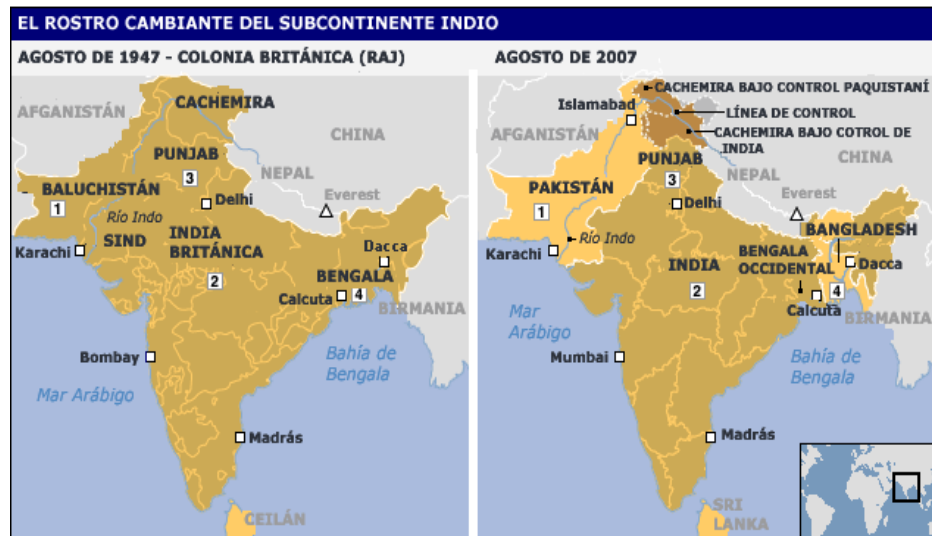 EL ROSTRO CAMBIANTE DEL SUBCONTINENTE INDIO
AGOSTO DE 1947 - COLONIA BRITÁNICA (RAJ)
AFGANISTÁN
CACHEMIRA
CHINA
PUNJAB
3
NEPAL
BALUCHISTÁN
1
Delhi
Everest
Río Indo
SIND
INDIA
BRITÁNICA
Karachi
Dacca
2
BENGALA
4
Calcuta
BIRMANIA
Bombay
Bahía de
Bengala
Mar Arábigo
Madrás
CEILÁN
AGOSTO DE 2007
CACHEMIRA BAJO CONTROL PAQUISTANÍ
Islamabad
LÍNEA DE CONTROL
AFGANISTÁN
CACHEMIRA BAJO COTROL DE
INDIA
PUNJAB
CHINA
3
NEPAL
PAKISTÁN
1
Delhi
Everest
Río Indo
BANGLADESH
Karachi
INDIA
BENGALA
OCCIDENTAL
Dacca
2
4
Calcuta
BIRMANIA
Mar
Arábigo
Mumbai
Bahía de
Bengala
Madrás
SRI
LANKA